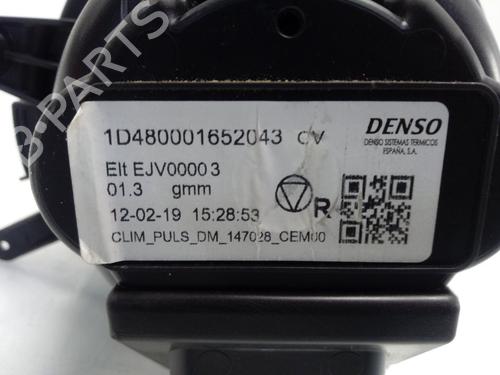 B-PARTS
1D480001652043 CV
DENSO
DENSO SISTEMAS TERMICOS
ESPAÑA, S.A.
Elt EJV00003
01.3 gmm
12-02-19 15:28:53
R
CLIM_PULS_DM_147028_CEM00